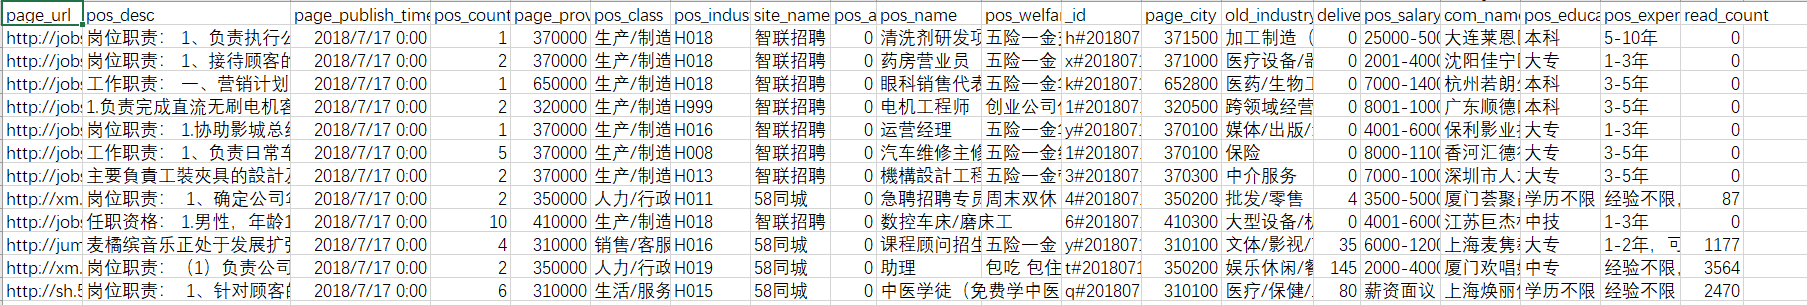 page_url pos_desc page_publish_time pos_count page_prov pos_class pos_indus site_name pos_a pos_name pos_welfar _id page_city old_industry delive pos_salary com_name pos_educa pos_exper read_count
http://jobs 岗位职责： 1、负责执行公 2018/7/17 0:00 1 370000 生产/制造 H018 智联招聘 0 清洗剂研发项 五险一金 h#201807 371500 加工制造（ 0 25000-500 大连莱恩 本科 5-10年 0
http://jobs 岗位职责： 1、接待顾客的 2018/7/17 0:00 2 370000 生产/制造 H018 智联招聘 0 药房营业员 五险一金 x#201807 371000 医疗设备/ 0 2001-4000 沈阳佳宁 大专 1-3年 0
http://jobs 工作职责： 一、营销计划 2018/7/17 0:00 1 650000 生产/制造 H018 智联招聘 0 眼科销售代表 五险一金 k#201807 652800 医药/生物工 0 7000-1400 杭州若朗 本科 3-5年 0
http://jobs 1.负责完成直流无刷电机客 2018/7/17 0:00 2 320000 生产/制造 H999 智联招聘 0 电机工程师 创业公司 1#201807 320500 跨领域经营 0 8001-1000 广东顺德 本科 3-5年 0
http://jobs 岗位职责： 1.协助影城总经 2018/7/17 0:00 1 370000 生产/制造 H016 智联招聘 0 运营经理 五险一金 y#201807 370100 媒体/出版/ 0 4001-6000 保利影业 大专 1-3年 0
http://jobs 工作职责： 1、负责日常车 2018/7/17 0:00 5 370000 生产/制造 H008 智联招聘 0 汽车维修主修 五险一金 1#201807 370100 保险 0 8000-1100 香河汇德 大专 3-5年 0
http://jobs 主要負責工裝夾具的設計及 2018/7/17 0:00 2 370000 生产/制造 H013 智联招聘 0 機構設計工程 五险一金 3#201807 370300 中介服务 0 7000-1000 深圳市人 大专 3-5年 0
http://xm. 岗位职责： 1、确定公司 2018/7/17 0:00 2 350000 人力/行政 H011 58同城 0 急聘招聘专员 周末双休 4#201807 350200 批发/零售 4 3500-5000 厦门荟聚 学历不限 经验不限, 87
http://jobs 任职资格： 1.男性，年龄1 2018/7/17 0:00 10 410000 生产/制造 H018 智联招聘 0 数控车床/磨床工 6#201807 410300 大型设备/ 0 4001-6000 江苏巨杰 中技 1-3年 0
http://jum 麦橘缤音乐正处于发展扩张 2018/7/17 0:00 4 310000 销售/客服 H016 58同城 0 课程顾问招生 五险一金 y#201807 310100 文体/影视/ 35 6000-1200 上海麦隽 大专 1-2年, 可 1177
http://xm. 岗位职责： （1）负责公司 2018/7/17 0:00 2 350000 人力/行政 H019 58同城 0 助理 包吃 包住 t#201807 350200 娱乐休闲/餐 145 2000-4000 厦门欢唱 中专 经验不限, 3564
http://sh.5 岗位职责： 1、针对顾客的 2018/7/17 0:00 6 310000 生活/服务 H015 58同城 0 中医学徒（免费学中医 q#201807 310100 医疗/保健/ 80 薪资面议 上海焕丽 学历不限 经验不限, 2470